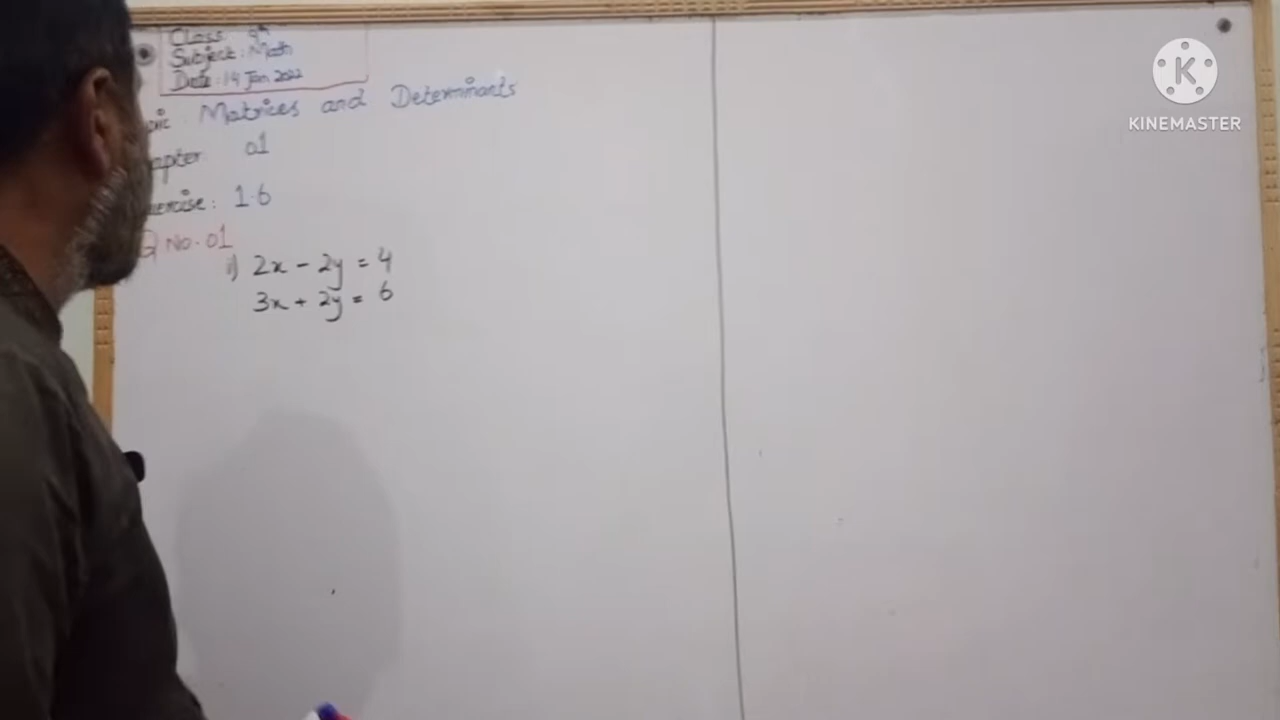 Class 9th
Subject: Math
Date: 14 Jan 2022
Matrices and Determinants
01
1.6
Q No. 01
i) 2x - 2y = 4
3x + 2y = 6
K
KINEMASTER